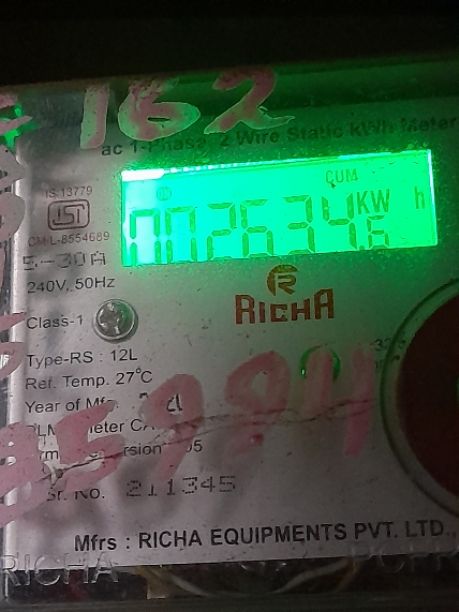 162
ac 1-Phase 2 Wire Static kWh Meter
IS 13779
ISI
CM/L-8554689
CUM
002634.6 KW h
5-30A
240V, 50Hz
R
RICHA
Class-1
Type-RS : 12L
Ref. Temp. 27°C
Year of Mfg.
Sr. No. 211345
Mfrs : RICHA EQUIPMENTS PVT. LTD.,
RICHA